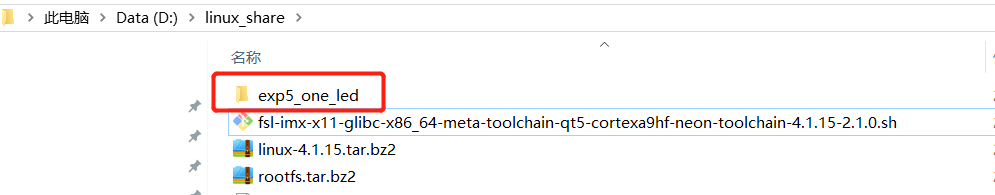 此电脑 > Data (D:) > linux_share >
名称
exp5_one_led
fsl-imx-x11-glibc-x86_64-meta-toolchain-qt5-cortexa9hf-neon-toolchain-4.1.15-2.1.0.sh
linux-4.1.15.tar.bz2
rootfs.tar.bz2